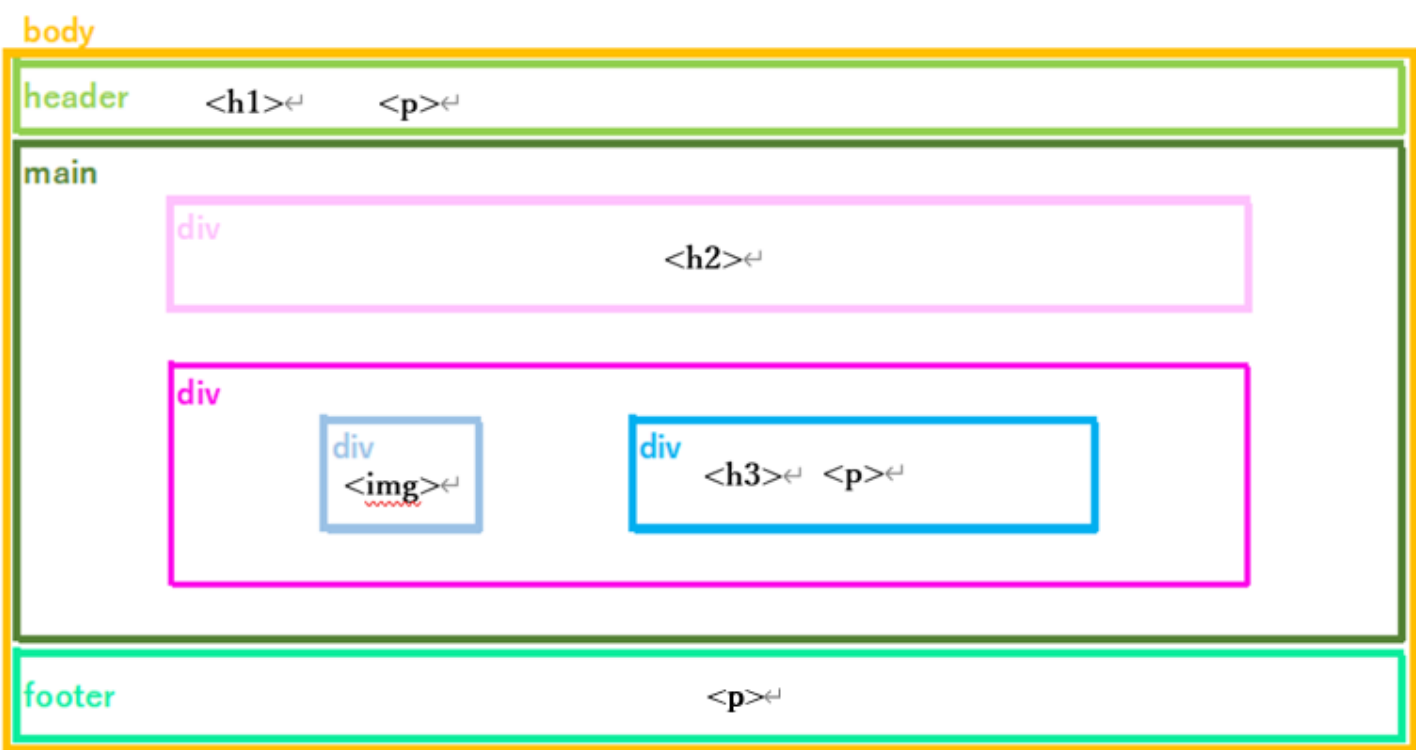 body
header <h1>↵ <p>↵
main
div
<h2>↵
div
div
<img>↵
div
<h3>↵ <p>↵
footer <p>↵